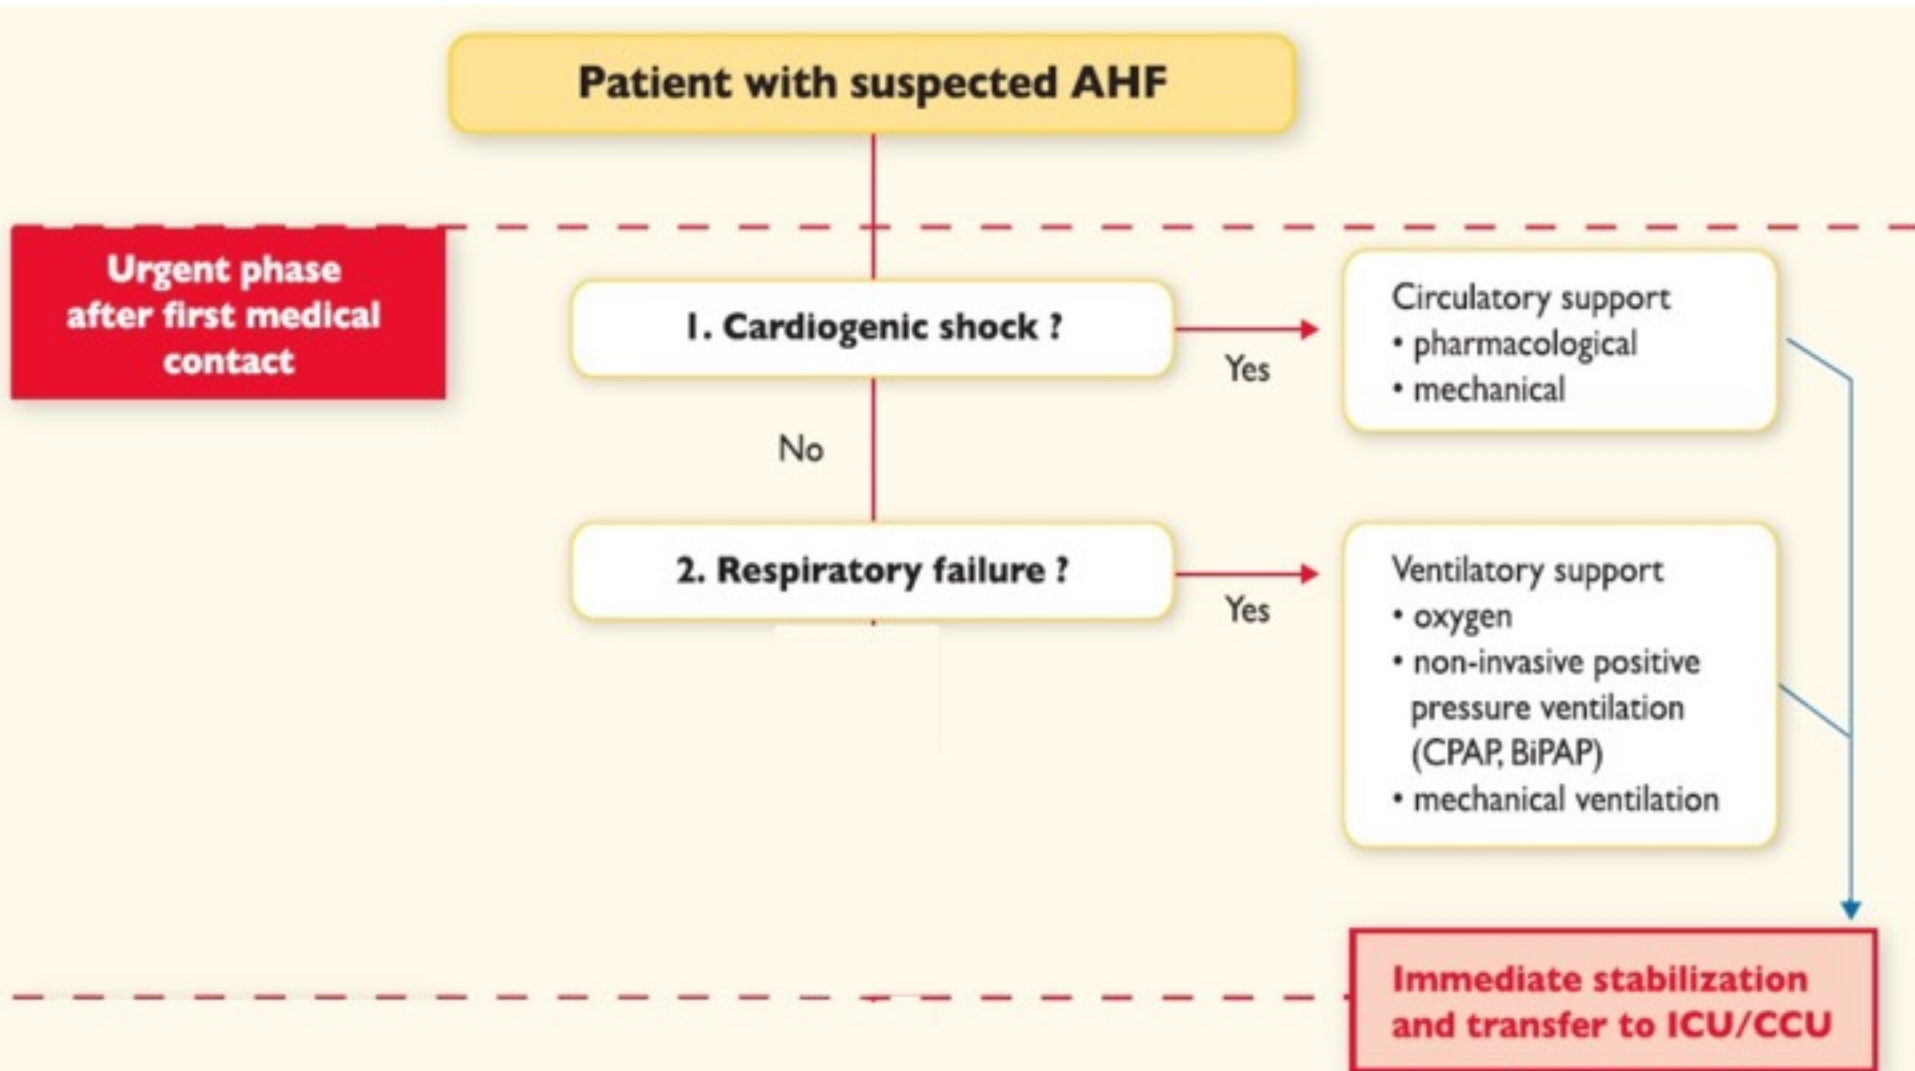 Patient with suspected AHF
Urgent phase
after first medical
contact
1. Cardiogenic shock ?
Yes
Circulatory support
• pharmacological
• mechanical
No
2. Respiratory failure ?
Yes
Ventilatory support
• oxygen
• non-invasive positive
pressure ventilation
(CPAP, BiPAP)
• mechanical ventilation
Immediate stabilization
and transfer to ICU/CCU